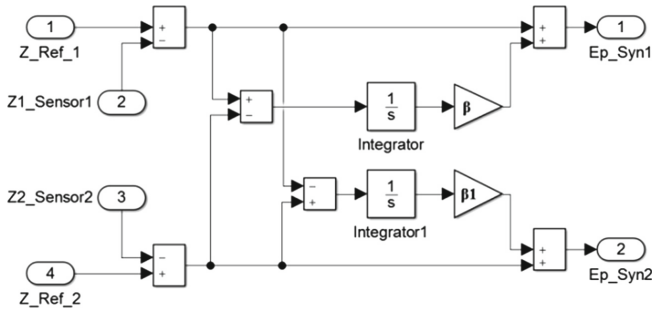 1
Z_Ref_1
Z1_Sensor1
2
+
−
+
−
1
s
Integrator
β
+
+
1
Ep_Syn1
−
+
1
s
Integrator1
β1
Z2_Sensor2
3
4
Z_Ref_2
−
+
+
+
2
Ep_Syn2